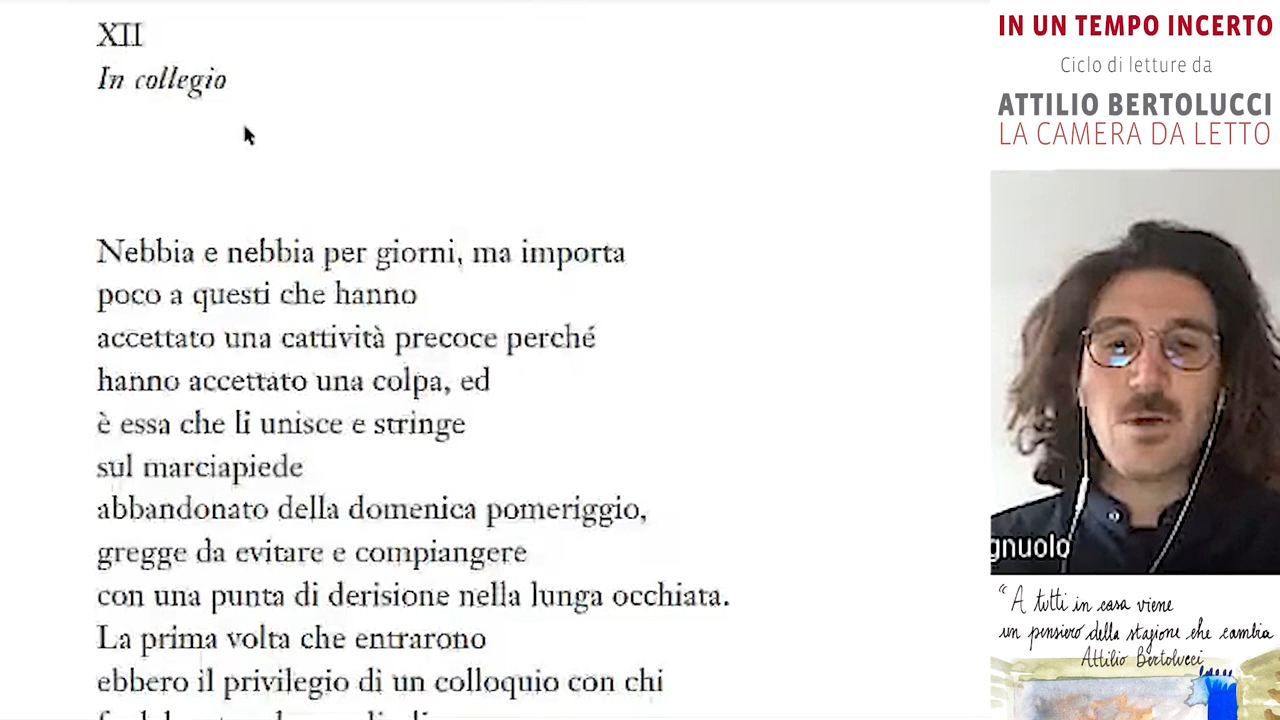 XII
In collegio
Nebbia e nebbia per giorni, ma importa
poco a questi che hanno
accettato una cattività precoce perché
hanno accettato una colpa, ed
è essa che li unisce e stringe
sul marciapiede
abbandonato della domenica pomeriggio,
gregge da evitare e compiangere
con una punta di derisione nella lunga occhiata.
La prima volta che entrarono
ebbero il privilegio di un colloquio con chi
IN UN TEMPO INCERTO
Ciclo di letture da
ATTILIO BERTOLUCCI
LA CAMERA DA LETTO
gnuolo
“A tutti in casa viene
un pensiero della stagione che cambia
Attilio Bertolucci